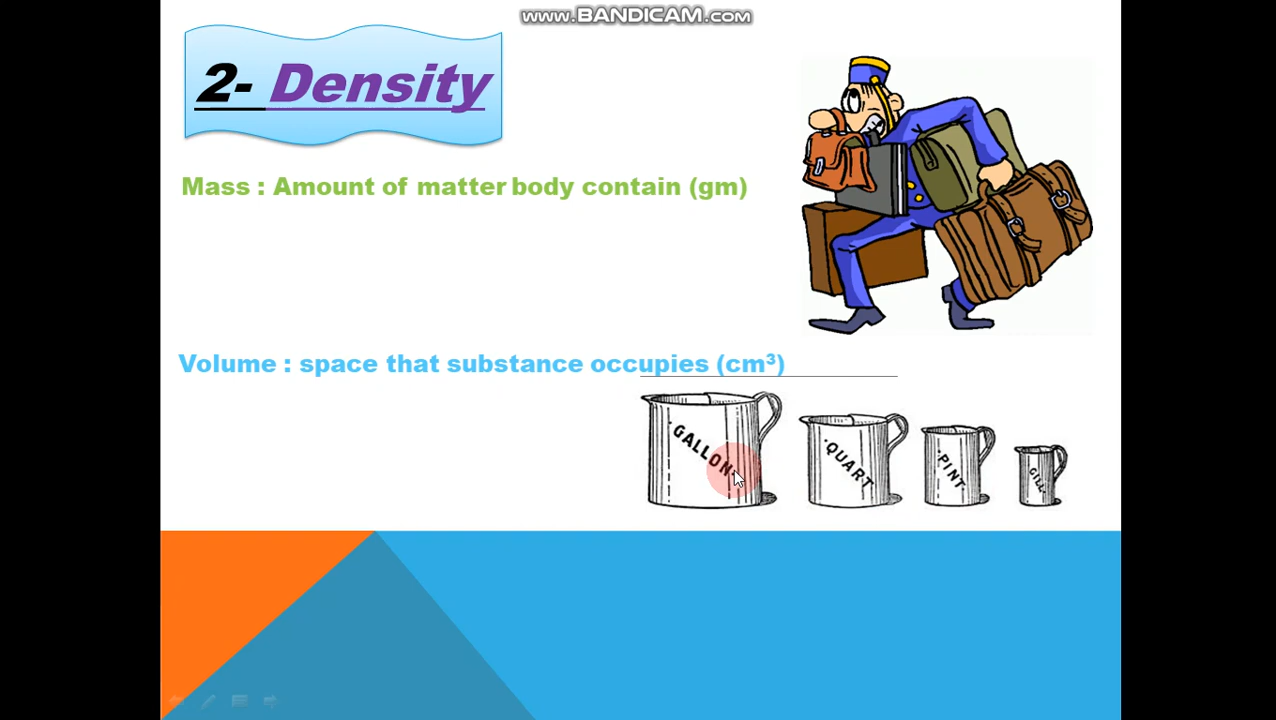 www.BANDICAM.com
2- Density
Mass : Amount of matter body contain (gm)
Volume : space that substance occupies (cm³)
·GALLON·
·QUART·
·PINT·
·GILL·